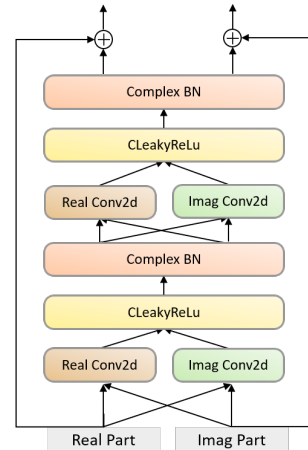 Complex BN
CLeakyReLu
Real Conv2d
Imag Conv2d
Complex BN
CLeakyReLu
Real Conv2d
Imag Conv2d
Real Part
Imag Part